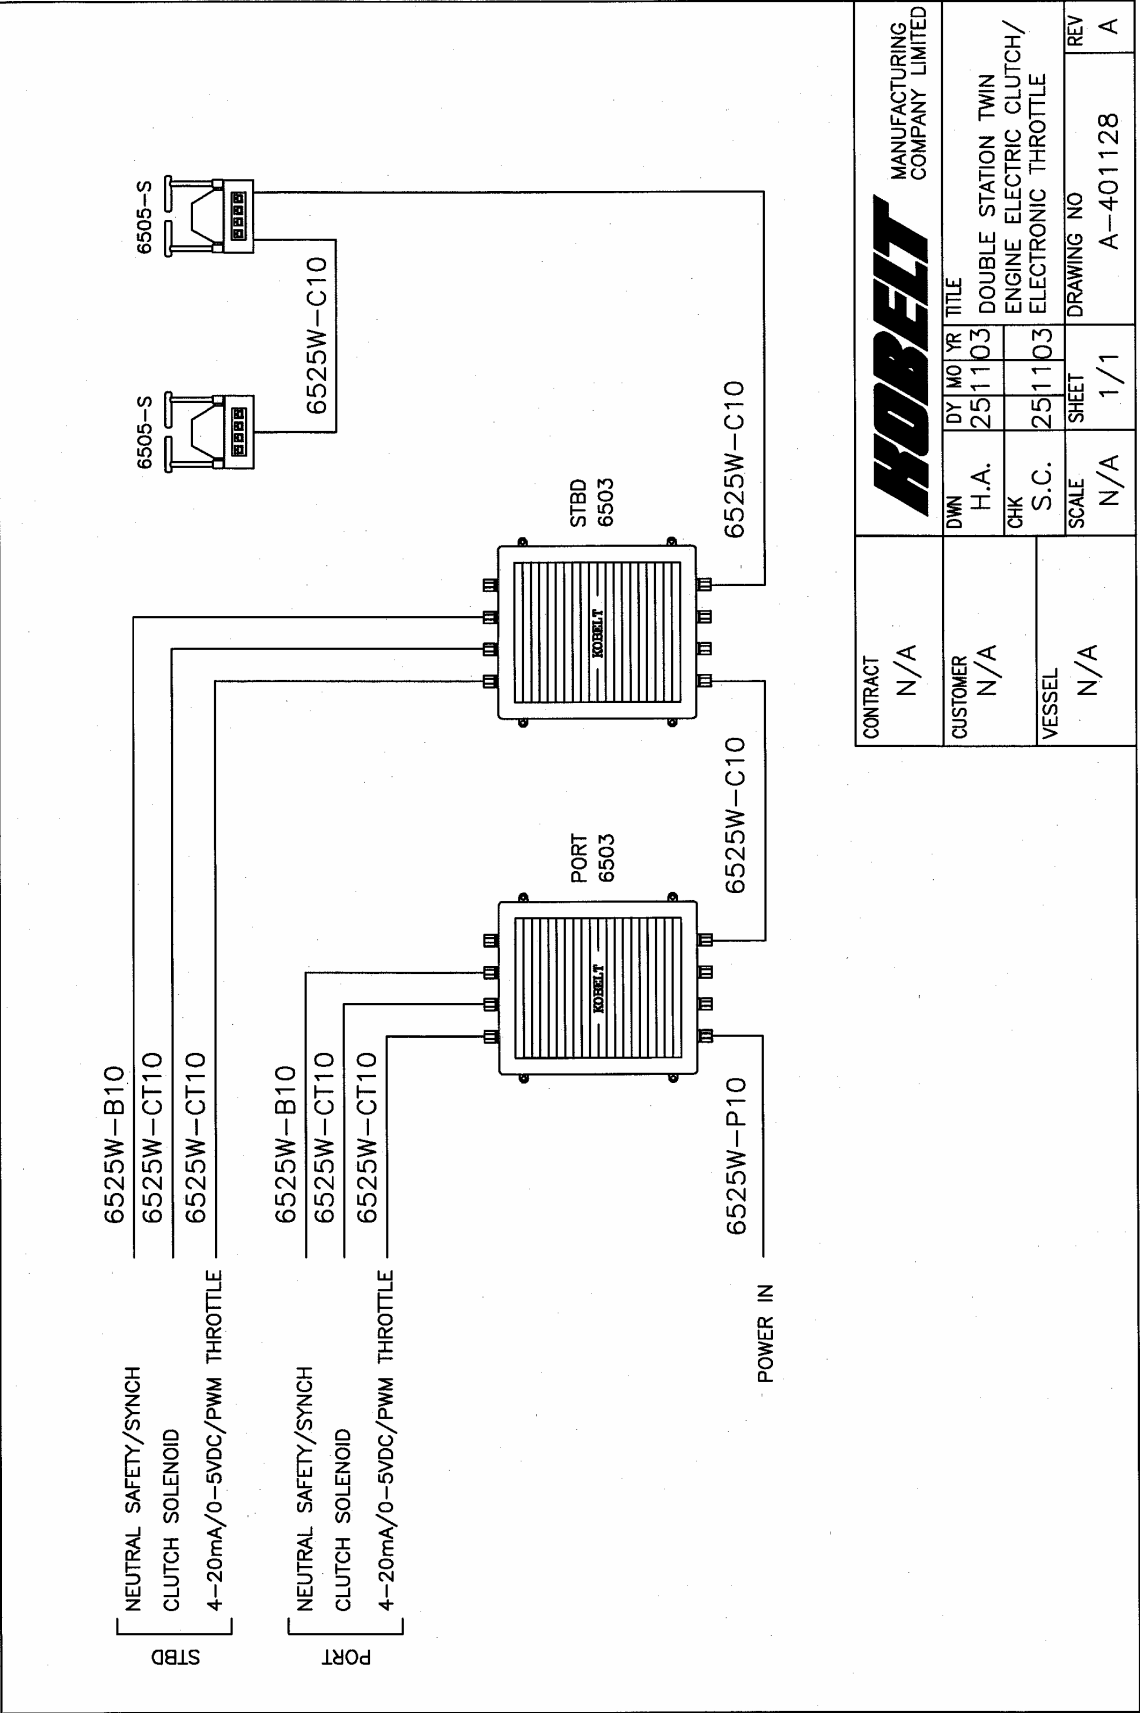 6505-S
6505-S
6525W-C10
STBD
6503
KOBELT
6525W-C10
PORT
6503
KOBELT
6525W-C10
6525W-P10
POWER IN
STBD
NEUTRAL SAFETY/SYNCH
6525W-B10
CLUTCH SOLENOID
6525W-CT10
4-20mA/0-5VDC/PWM THROTTLE
6525W-CT10
PORT
NEUTRAL SAFETY/SYNCH
6525W-B10
CLUTCH SOLENOID
6525W-CT10
4-20mA/0-5VDC/PWM THROTTLE
6525W-CT10
CONTRACT
N/A
CUSTOMER
N/A
VESSEL
N/A
KOBELT
MANUFACTURING
COMPANY LIMITED
DWN
H.A.
DY MO YR
25 11 03
CHK
S.C.
25 11 03
TITLE
DOUBLE STATION TWIN
ENGINE ELECTRIC CLUTCH/
ELECTRONIC THROTTLE
SCALE
N/A
SHEET
1/1
DRAWING NO
A-401128
REV
A